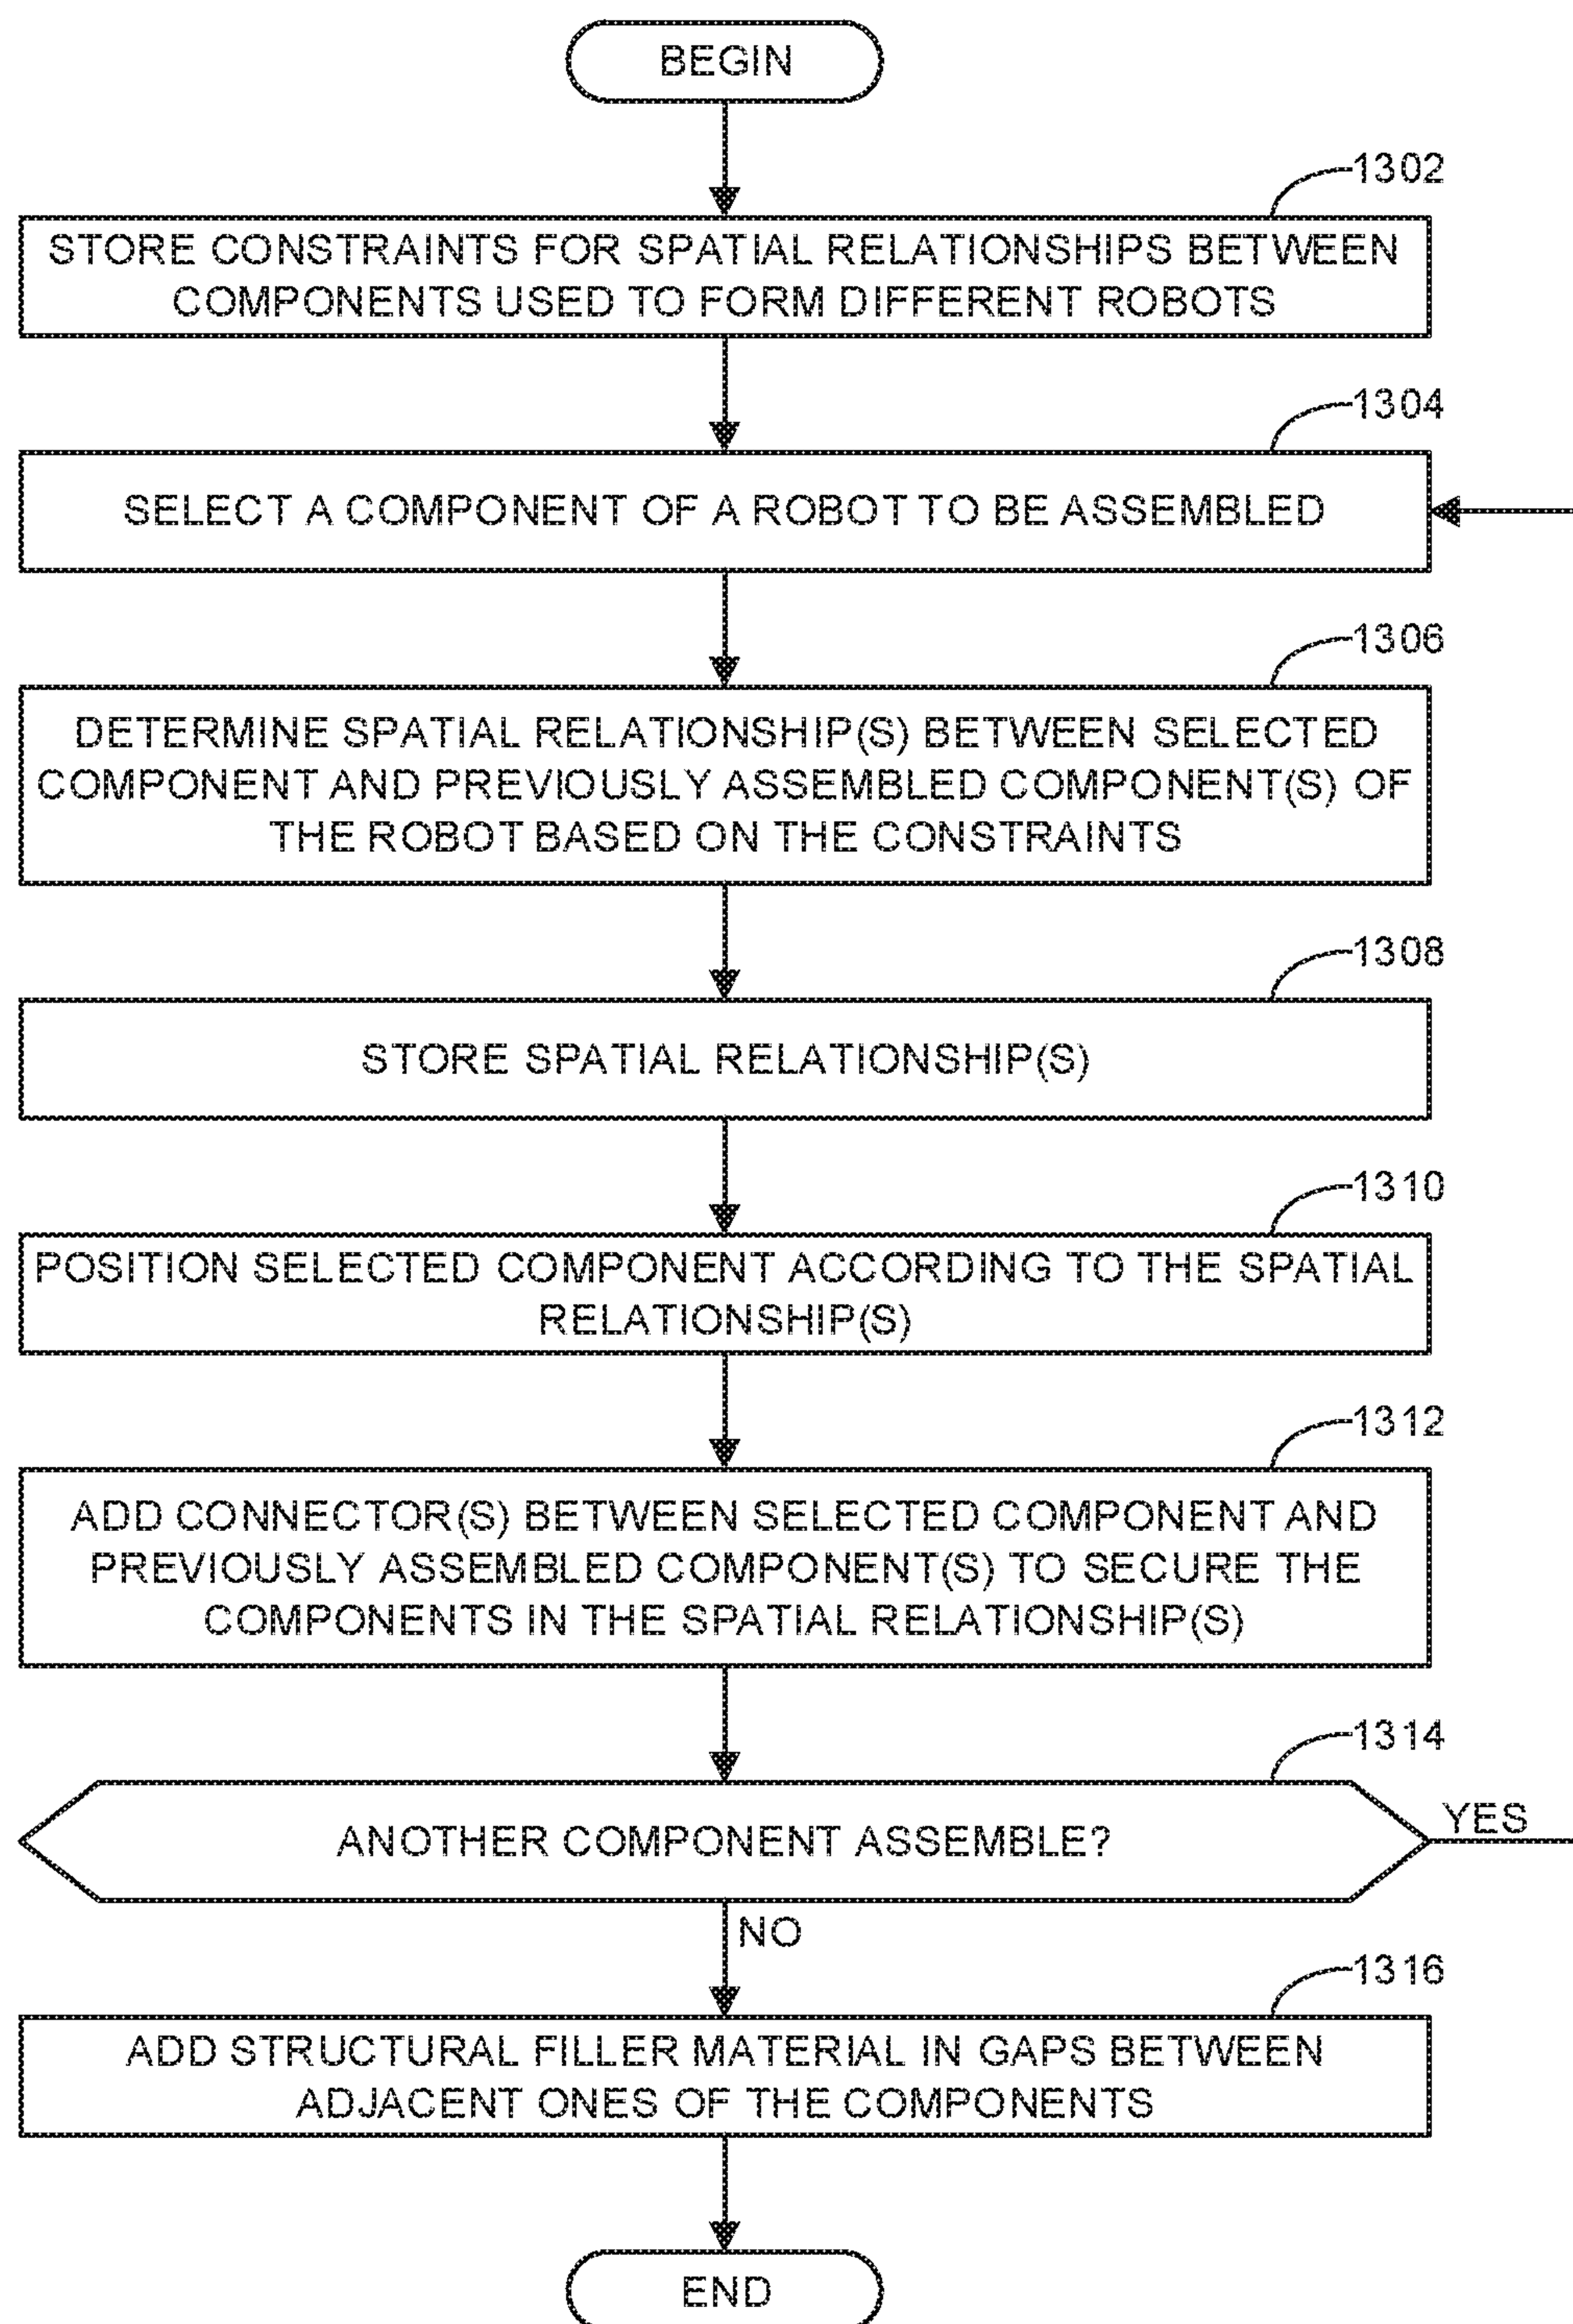 BEGIN
1302
STORE CONSTRAINTS FOR SPATIAL RELATIONSHIPS BETWEEN
COMPONENTS USED TO FORM DIFFERENT ROBOTS
1304
SELECT A COMPONENT OF A ROBOT TO BE ASSEMBLED
1306
DETERMINE SPATIAL RELATIONSHIP(S) BETWEEN SELECTED
COMPONENT AND PREVIOUSLY ASSEMBLED COMPONENT(S) OF
THE ROBOT BASED ON THE CONSTRAINTS
1308
STORE SPATIAL RELATIONSHIP(S)
1310
POSITION SELECTED COMPONENT ACCORDING TO THE SPATIAL
RELATIONSHIP(S)
1312
ADD CONNECTOR(S) BETWEEN SELECTED COMPONENT AND
PREVIOUSLY ASSEMBLED COMPONENT(S) TO SECURE THE
COMPONENTS IN THE SPATIAL RELATIONSHIP(S)
1314
ANOTHER COMPONENT ASSEMBLE?
YES
NO
1316
ADD STRUCTURAL FILLER MATERIAL IN GAPS BETWEEN
ADJACENT ONES OF THE COMPONENTS
END